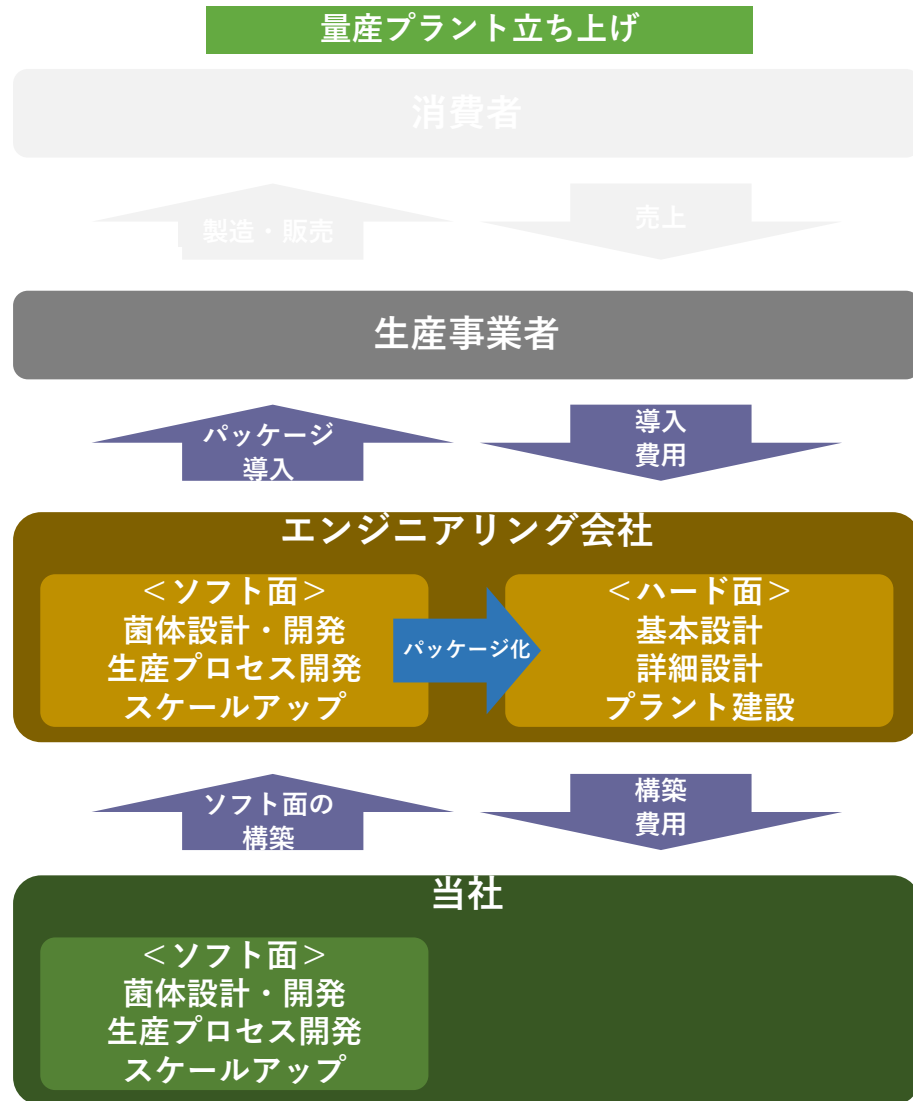 量産プラント立ち上げ
消費者
製造・販売
売上
生産事業者
パッケージ
導入
導入
費用
エンジニアリング会社
＜ソフト面＞
菌体設計・開発
生産プロセス開発
スケールアップ
パッケージ化
＜ハード面＞
基本設計
詳細設計
プラント建設
ソフト面の
構築
構築
費用
当社
＜ソフト面＞
菌体設計・開発
生産プロセス開発
スケールアップ